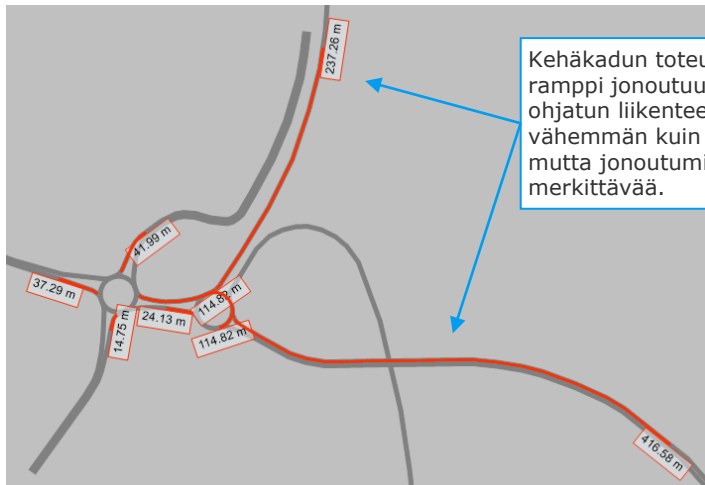 237.26 m
Kehäkadun toteu
ramppi jonoutuu
ohjatun liikentee
vähemmän kuin
mutta jonoutumi
merkittävää.
41.99 m
37.29 m
14.75 m
24.13 m
114.82
114.82 m
416.58 m